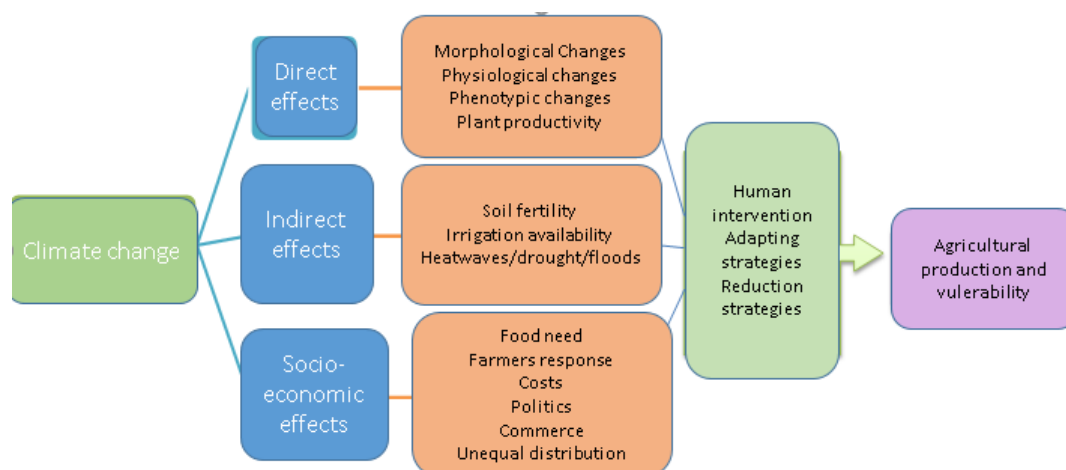 Climate change
Direct
effects
Morphological Changes
Physiological changes
Phenotypic changes
Plant productivity
Indirect
effects
Soil fertility
Irrigation availability
Heatwaves/drought/floods
Socio-
economic
effects
Food need
Farmers response
Costs
Politics
Commerce
Unequal distribution
Human
intervention
Adapting
strategies
Reduction
strategies
Agricultural
production and
vulerability